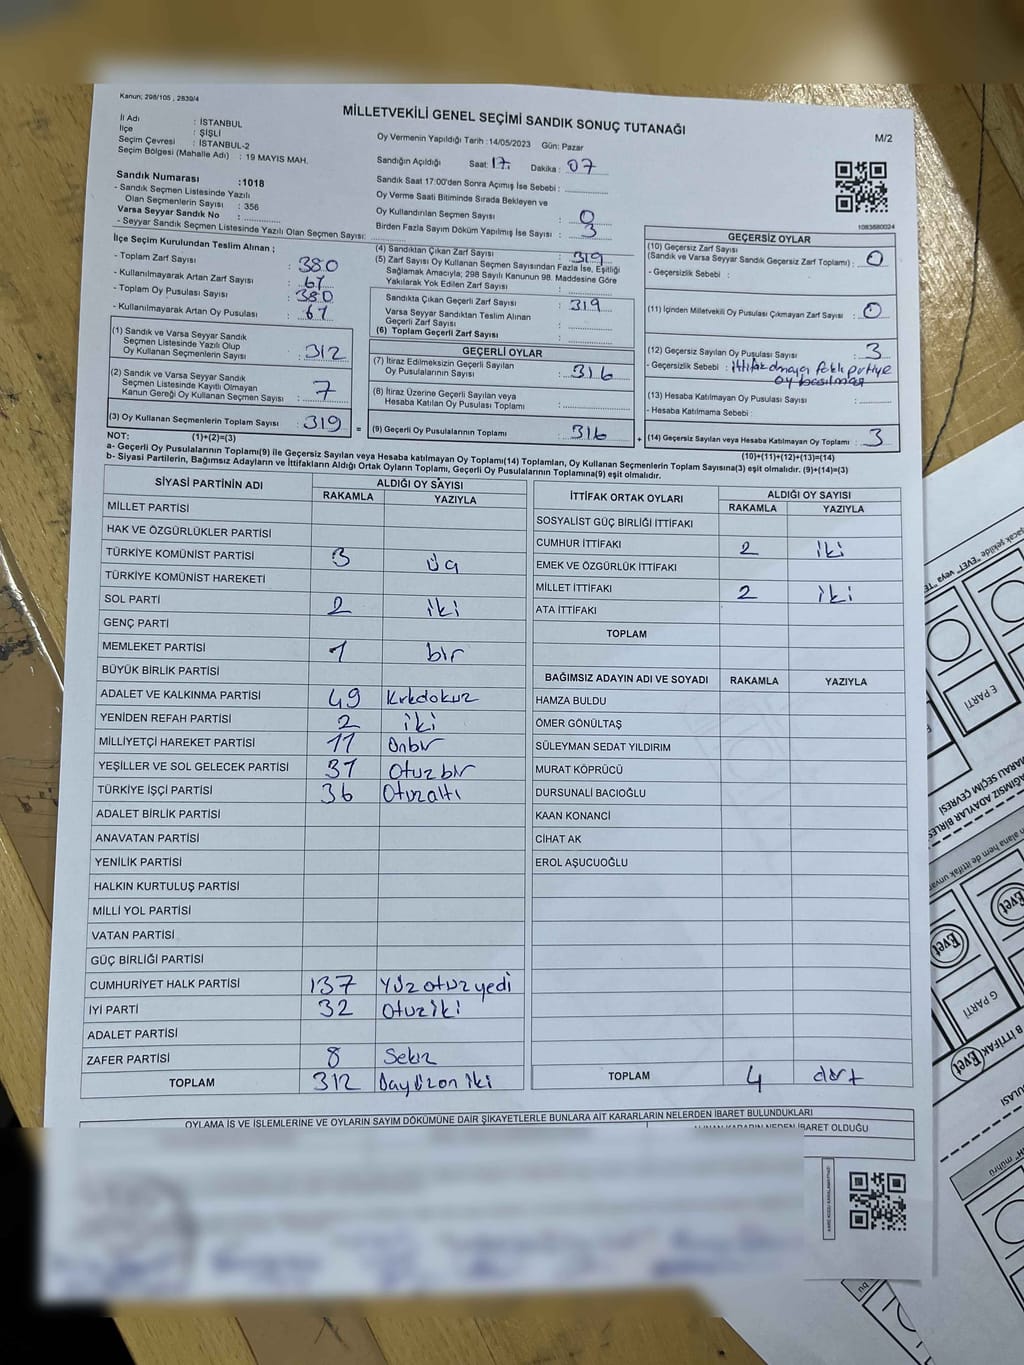 Kanun: 298/105 , 2839/4
MİLLETVEKİLİ GENEL SEÇİMİ SANDIK SONUÇ TUTANAĞI
M/2
İl Adı : İSTANBUL
İlçe : ŞİŞLİ
Seçim Çevresi : İSTANBUL-2
Seçim Bölgesi (Mahalle Adı) : 19 MAYIS MAH.
Sandık Numarası :1018
- Sandık Seçmen Listesinde Yazılı
Olan Seçmenlerin Sayısı : 356
Varsa Seyyar Sandık No :
- Seyyar Sandık Seçmen Listesinde Yazılı Olan Seçmenlerin Sayısı:
Oy Vermenin Yapıldığı Tarih :14/05/2023 Gün: Pazar
Sandığın Açıldığı Saat: 17. Dakika : 07
Sandık Saat 17:00'den Sonra Açılmış İse Sebebi :
Oy Verme Saati Bitiminde Sırada Bekleyen ve
Oy Kullandırılan Seçmen Sayısı : 0
Birden Fazla Sayım Döküm Yapılmış İse Sayısı : 3
1083680024
İlçe Seçim Kurulundan Teslim Alınan ;
- Toplam Zarf Sayısı : 380
- Kullanılmayarak Artan Zarf Sayısı : 61
- Toplam Oy Pusulası Sayısı : 380
- Kullanılmayarak Artan Oy Pusulası : 61
(1) Sandık ve Varsa Seyyar Sandık
Seçmen Listesinde Yazılı Olup
Oy Kullanan Seçmenlerin Sayısı : 312
(2) Sandık ve Varsa Seyyar Sandık
Seçmen Listesinde Kayıtlı Olmayan
Kanun Gereği Oy Kullanan Seçmen Sayısı : 7
(3) Oy Kullanan Seçmenlerin Toplam Sayısı : 319
(4) Sandıktan Çıkan Zarf Sayısı : 319
(5) Zarf Sayısı Oy Kullanan Seçmen Sayısından Fazla İse, Eşitliği
Sağlamak Amacıyla; 298 Sayılı Kanunun 98. Maddesine Göre
Yakılarak Yok Edilen Zarf Sayısı :
Sandıkta Çıkan Geçerli Zarf Sayısı : 319
Varsa Seyyar Sandıktan Teslim Alınan
Geçerli Zarf Sayısı :
(6) Toplam Geçerli Zarf Sayısı :
GEÇERLİ OYLAR
(7) İtiraz Edilmeksizin Geçerli Sayılan
Oy Pusulalarının Sayısı : 316
(8) İtiraz Üzerine Geçerli Sayılan veya
Hesaba Katılan Oy Pusulası Toplamı :
= (9) Geçerli Oy Pusulalarının Toplamı : 316 +
GEÇERSİZ OYLAR
(10) Geçersiz Zarf Sayısı
(Sandık ve Varsa Seyyar Sandık Geçersiz Zarf Toplamı) : 0
- Geçersizlik Sebebi :
(11) İçinden Milletvekili Oy Pusulası Çıkmayan Zarf Sayısı : 0
(12) Geçersiz Sayılan Oy Pusulası Sayısı : 3
- Geçersizlik Sebebi : ittifak olmayan farklı partiye
oy basılması
(13) Hesaba Katılmayan Oy Pusulası Sayısı :
- Hesaba Katılmama Sebebi :
(14) Geçersiz Sayılan veya Hesaba Katılmayan Oy Toplamı : 3
NOT: (1)+(2)=(3)
(10)+(11)+(12)+(13)=(14)
a- Geçerli Oy Pusulalarının Toplamı(9) ile Geçersiz Sayılan veya Hesaba katılmayan Oy Toplamı(14) Toplamları, Oy Kullanan Seçmenlerin Toplam Sayısına(3) eşit olmalıdır. (9)+(14)=(3)
b- Siyasi Partilerin, Bağımsız Adayların ve İttifakların Aldığı Ortak Oyların Toplamı, Geçerli Oy Pusulalarının Toplamına(9) eşit olmalıdır.
SİYASİ PARTİNİN ADI ALDIĞI OY SAYISI
RAKAMLA YAZIYLA
MİLLET PARTİSİ
HAK VE ÖZGÜRLÜKLER PARTİSİ
TÜRKİYE KOMÜNİST PARTİSİ 3 üç
TÜRKİYE KOMÜNİST HAREKETİ
SOL PARTİ 2 iki
GENÇ PARTİ
MEMLEKET PARTİSİ 1 bir
BÜYÜK BİRLİK PARTİSİ
ADALET VE KALKINMA PARTİSİ 49 Kırkdokuz
YENİDEN REFAH PARTİSİ 2 iki
MİLLİYETÇİ HAREKET PARTİSİ 11 Onbir
YEŞİLLER VE SOL GELECEK PARTİSİ 31 Otuzbir
TÜRKİYE İŞÇİ PARTİSİ 36 Otuzaltı
ADALET BİRLİK PARTİSİ
ANAVATAN PARTİSİ
YENİLİK PARTİSİ
HALKIN KURTULUŞ PARTİSİ
MİLLİ YOL PARTİSİ
VATAN PARTİSİ
GÜÇ BİRLİĞİ PARTİSİ
CUMHURİYET HALK PARTİSİ 137 Yüzotuzyedi
İYİ PARTİ 32 Otuziki
ADALET PARTİSİ
ZAFER PARTİSİ 8 Sekiz
TOPLAM 312
İTTİFAK ORTAK OYLARI ALDIĞI OY SAYISI
RAKAMLA YAZIYLA
SOSYALİST GÜÇ BİRLİĞİ İTTİFAKI
CUMHUR İTTİFAKI 2 iki
EMEK VE ÖZGÜRLÜK İTTİFAKI
MİLLET İTTİFAKI 2 iki
ATA İTTİFAKI
TOPLAM
BAĞIMSIZ ADAYIN ADI VE SOYADI RAKAMLA YAZIYLA
HAMZA BULDU
ÖMER GÖNÜLTAŞ
SÜLEYMAN SEDAT YILDIRIM
MURAT KÖPRÜCÜ
DURSUNALİ BACIOĞLU
KAAN KONANCİ
CİHAT AK
EROL AŞUCUOĞLU
TOPLAM 4 dört
OYLAMA İŞ VE İŞLEMLERİNE VE OYLARIN SAYIM DÖKÜMÜNE DAİR ŞİKAYETLERLE BUNLARA AİT KARARLARIN NELERDEN İBARET BULUNDUKLARI
ALINAN KARARIN NEDEN İBARET OLDUĞU
E PARTİ
G PARTİ
Evet
Evet
Evet
B İTTİFAK